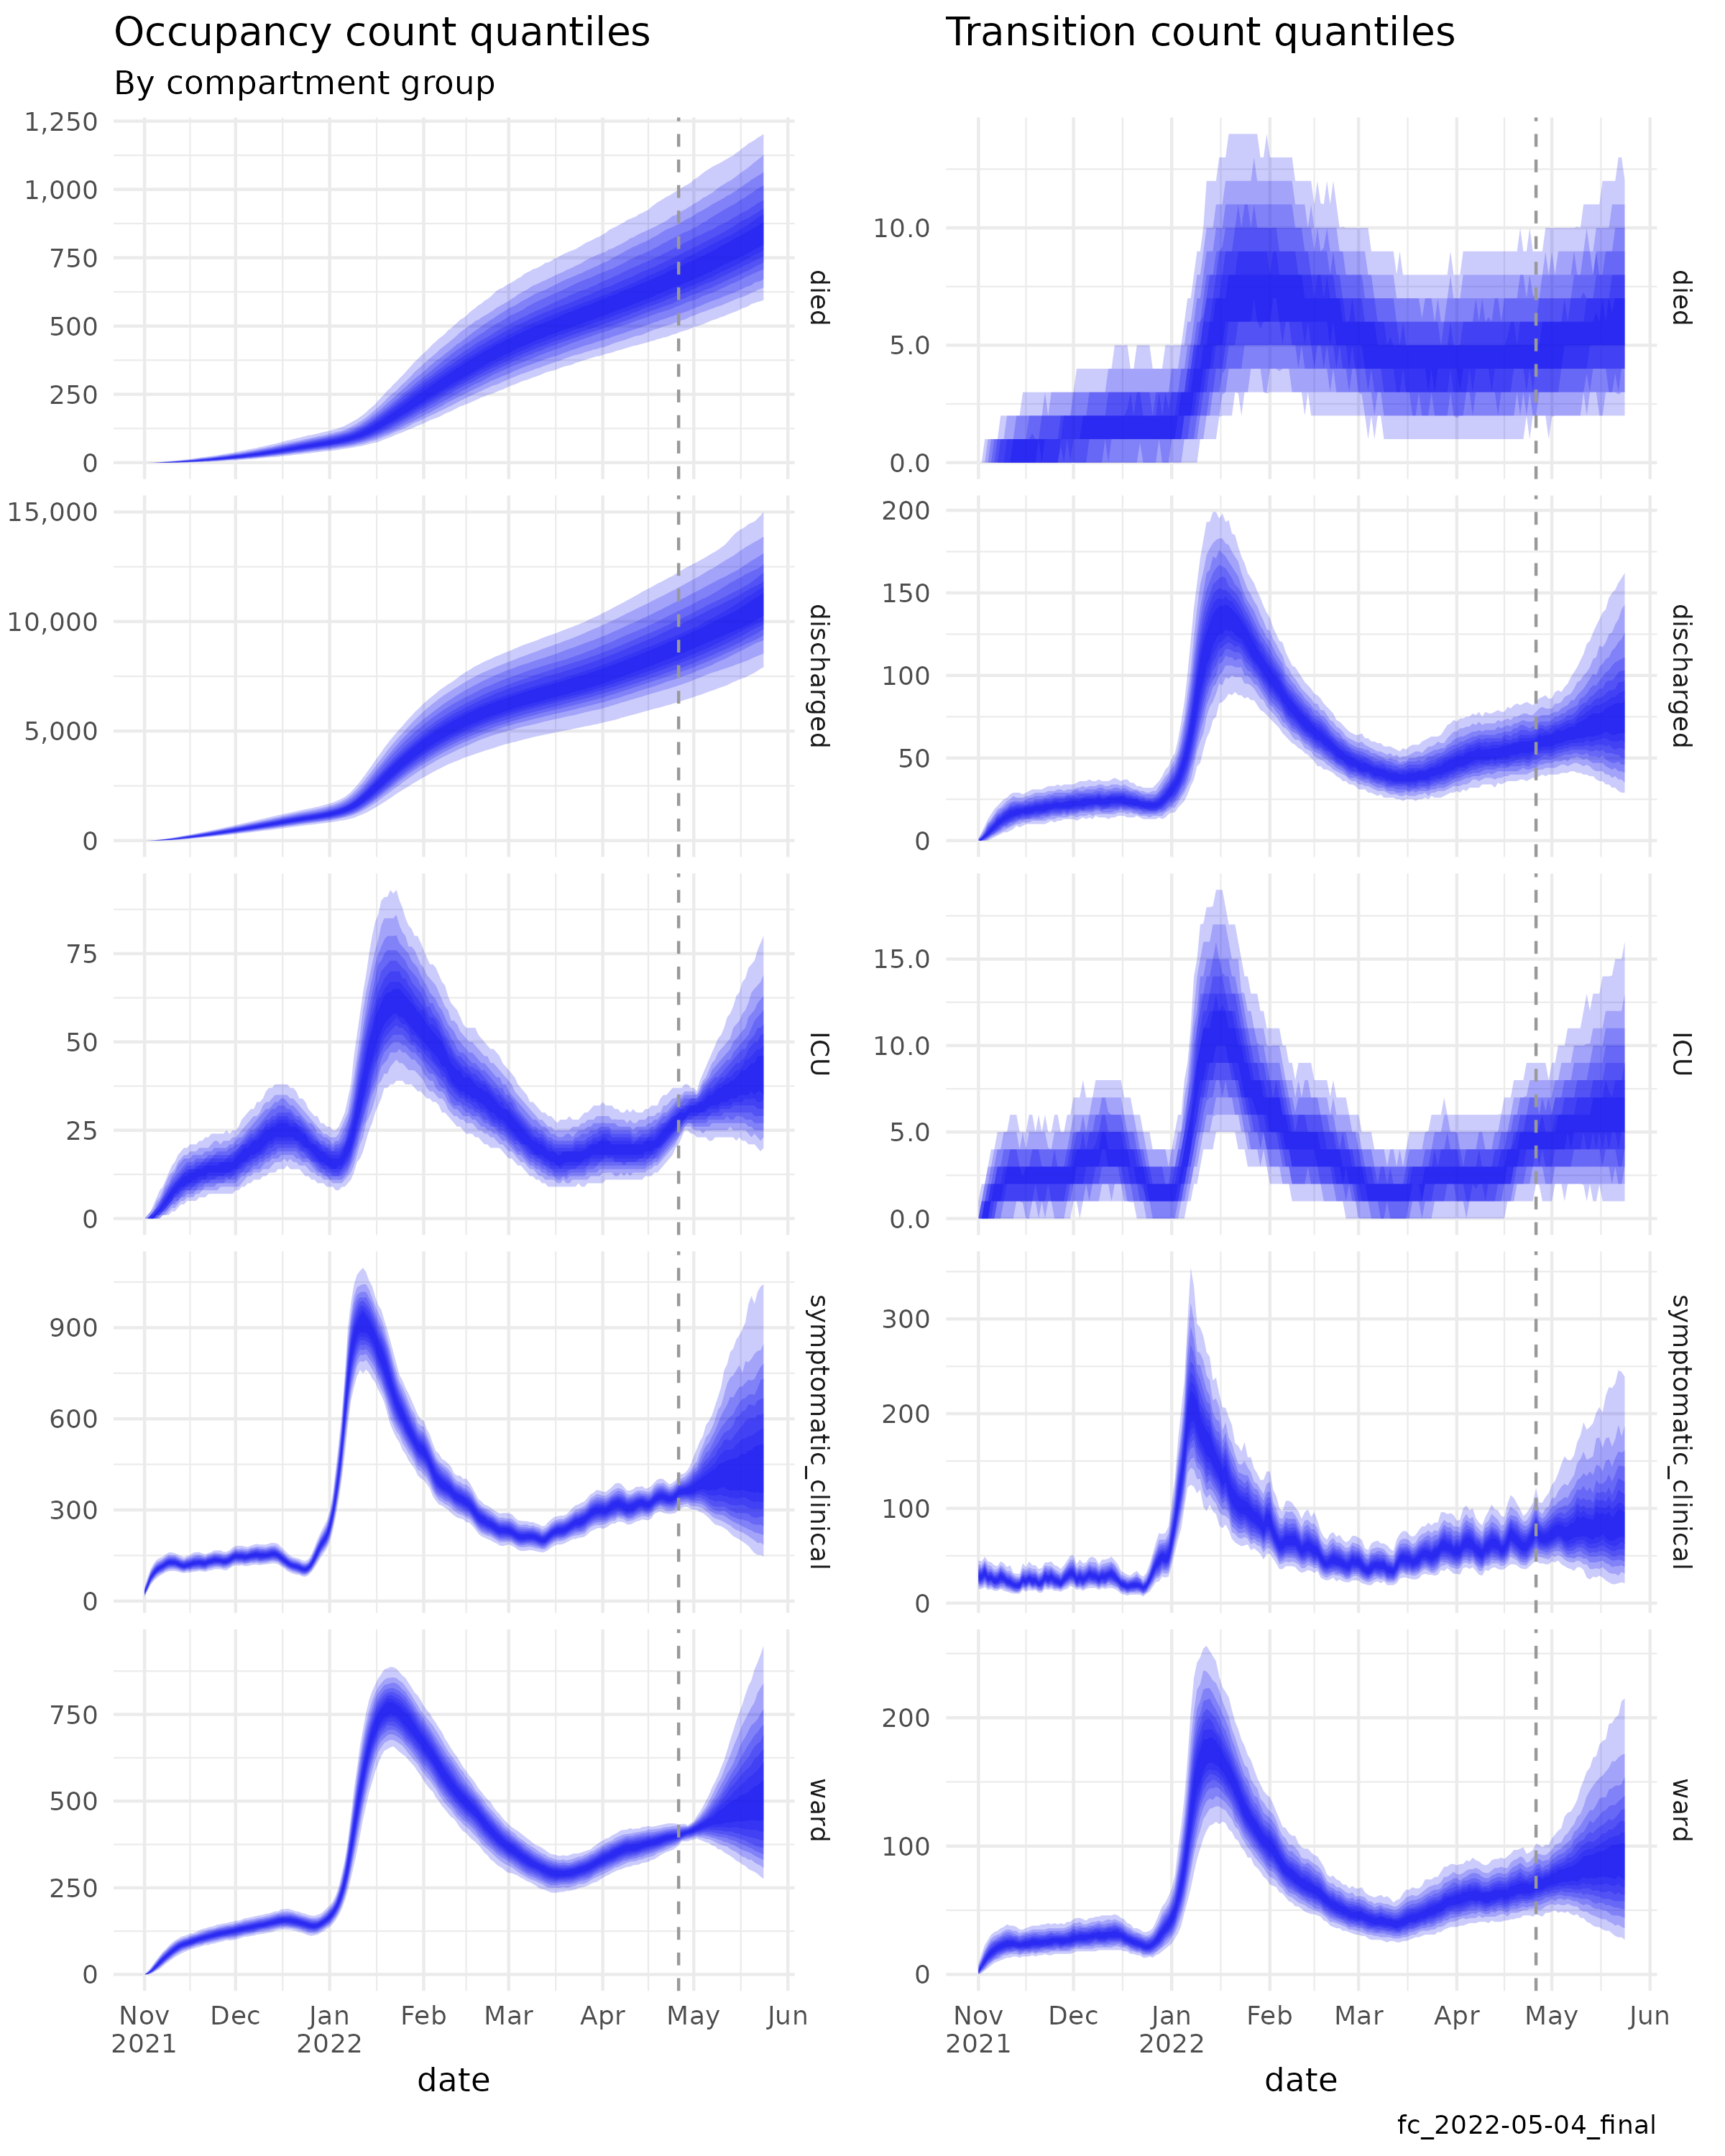 Occupancy count quantiles
By compartment group
1,250
1,000
750
500
250
0
died
15,000
10,000
5,000
0
discharged
75
50
25
0
ICU
900
600
300
0
symptomatic_clinical
750
500
250
0
ward
Nov Dec Jan Feb Mar Apr May Jun
2021 2022
date
Transition count quantiles
10.0
5.0
0.0
died
200
150
100
50
0
discharged
15.0
10.0
5.0
0.0
ICU
300
200
100
0
symptomatic_clinical
200
100
0
ward
Nov Dec Jan Feb Mar Apr May Jun
2021 2022
date
fc_2022-05-04_final